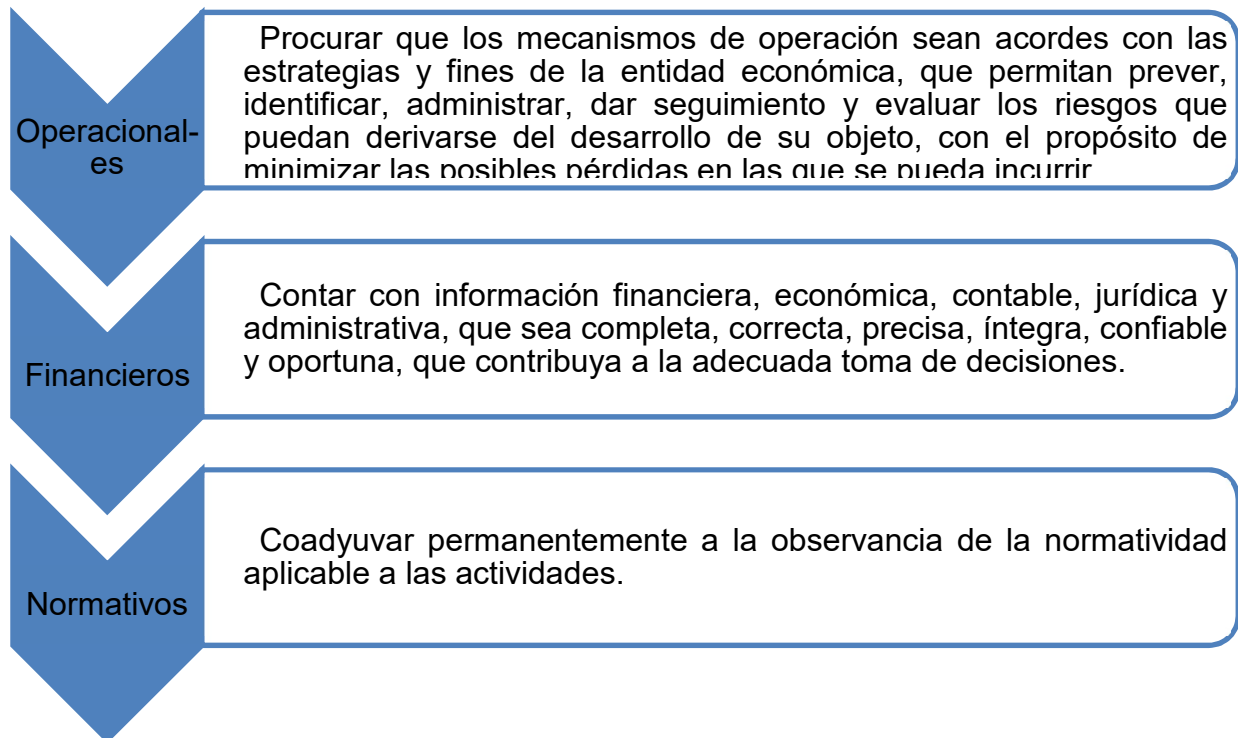 Operacional-
es
Procurar que los mecanismos de operación sean acordes con las
estrategias y fines de la entidad económica, que permitan prever,
identificar, administrar, dar seguimiento y evaluar los riesgos que
puedan derivarse del desarrollo de su objeto, con el propósito de
minimizar las posibles pérdidas en las que se pueda incurrir
Financieros
Contar con información financiera, económica, contable, jurídica y
administrativa, que sea completa, correcta, precisa, íntegra, confiable
y oportuna, que contribuya a la adecuada toma de decisiones.
Normativos
Coadyuvar permanentemente a la observancia de la normatividad
aplicable a las actividades.